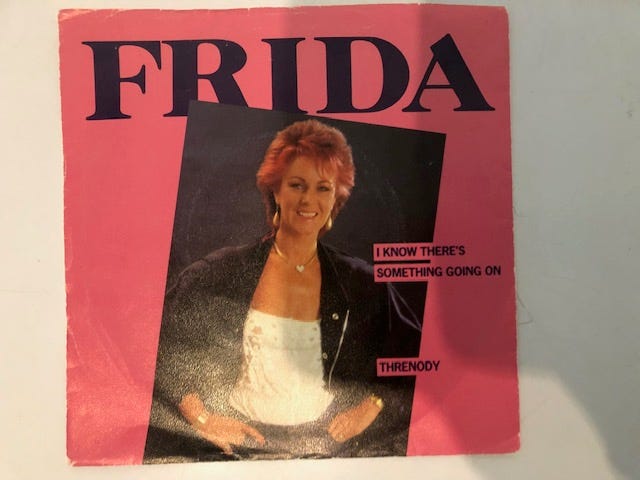 FRIDA
I KNOW THERE'S
SOMETHING GOING ON
THRENODY